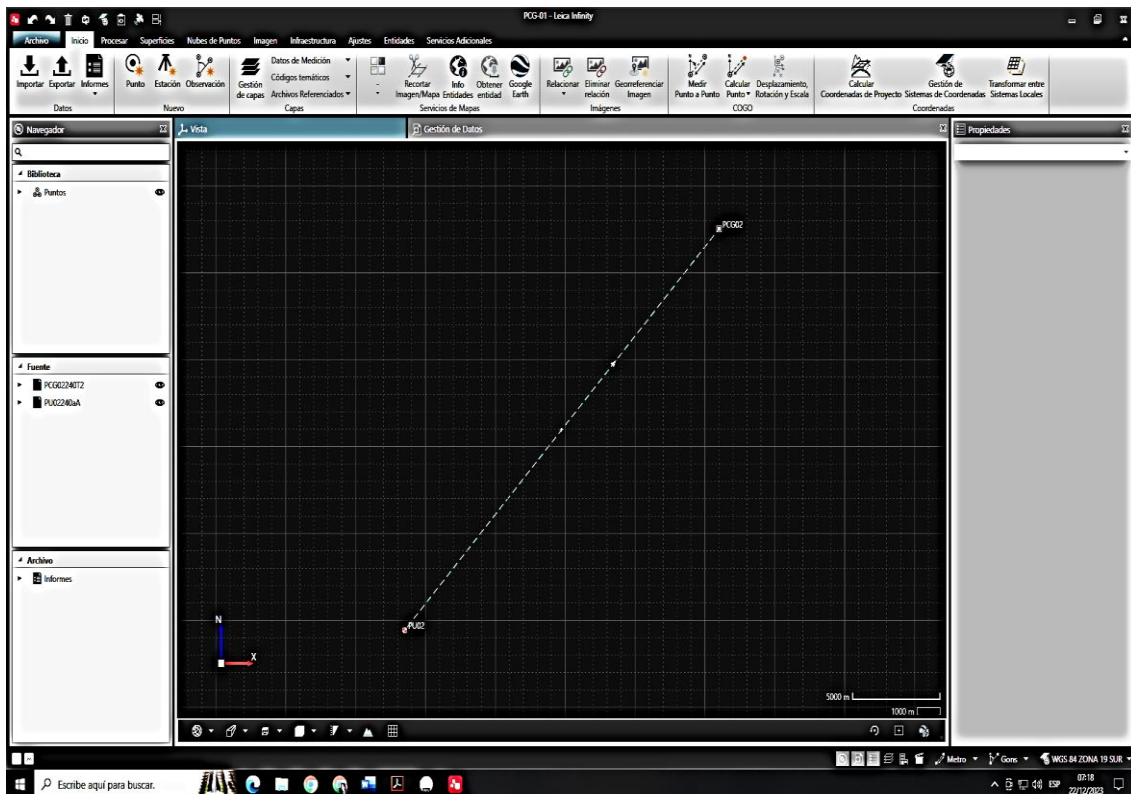 PCG-01 - Leica Infinity
Archivo Inicio Procesar Superficies Nubes de Puntos Imagen Infraestructura Ajustes Entidades Servicios Adicionales
Importar Exportar Informes
Datos
Punto Estación Observación
Nuevo
Gestión de capas
Datos de Medición
Códigos temáticos
Archivos Referenciados
Capas
Recortar Imagen/Mapa
Info Entidades
Obtener entidad
Google Earth
Servicios de Mapas
Relacionar
Eliminar relación
Georreferenciar Imagen
Imágenes
Medir Punto a Punto
Calcular Punto
Desplazamiento, Rotación y Escala
COGO
Calcular Coordenadas de Proyecto
Gestión de Sistemas de Coordenadas
Transformar entre Sistemas Locales
Coordenadas
Navegador
Vista
Gestión de Datos
Propiedades
Biblioteca
Puntos
PCG02
Fuente
PCG02240T2
PU02240aA
Archivo
Informes
PU02
N
X
5000 m
1000 m
Metro Gons WGS 84 ZONA 19 SUR
Escribe aquí para buscar.
ESP
07:18
22/12/2023